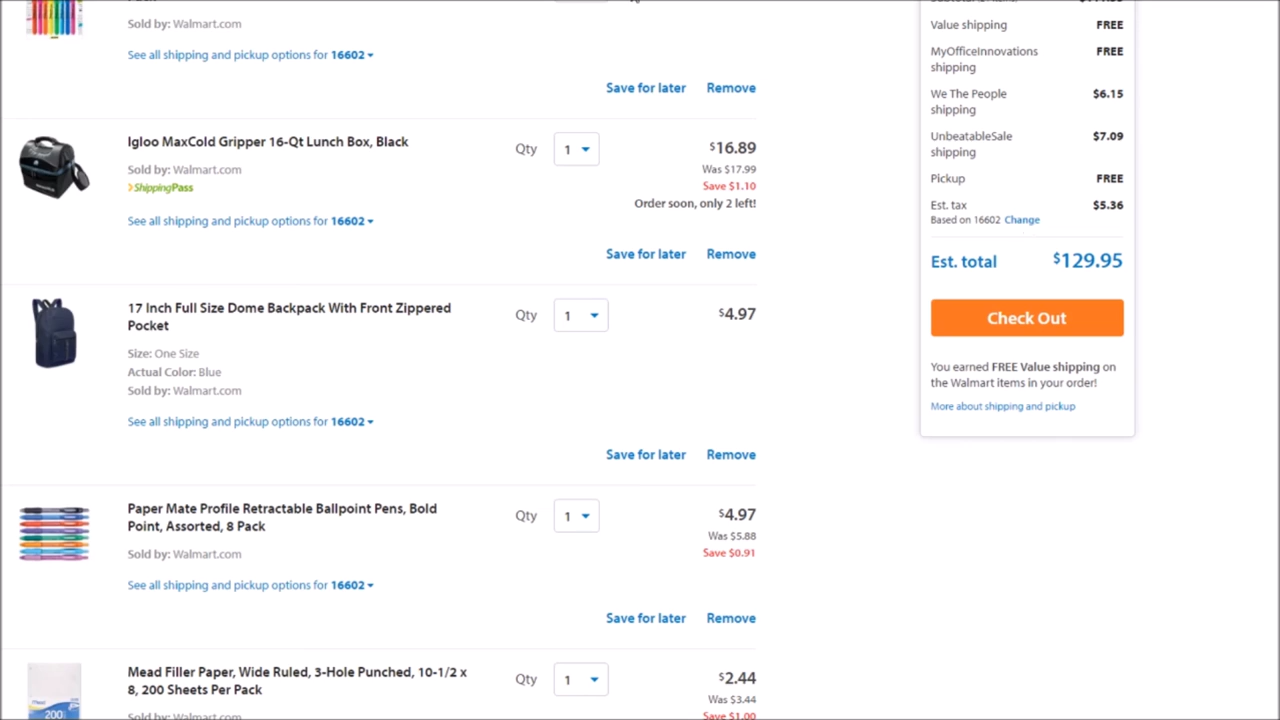 Sold by: Walmart.com
See all shipping and pickup options for 16602
Save for later Remove
Igloo MaxCold Gripper 16-Qt Lunch Box, Black
Qty 1 $16.89
Sold by: Walmart.com
Was $17.99
ShippingPass
Save $1.10
Order soon, only 2 left!
See all shipping and pickup options for 16602
Save for later Remove
17 Inch Full Size Dome Backpack With Front Zippered
Pocket
Qty 1 $4.97
Size: One Size
Actual Color: Blue
Sold by: Walmart.com
See all shipping and pickup options for 16602
Save for later Remove
Paper Mate Profile Retractable Ballpoint Pens, Bold
Point, Assorted, 8 Pack
Qty 1 $4.97
Was $5.88
Save $0.91
Sold by: Walmart.com
See all shipping and pickup options for 16602
Save for later Remove
Mead Filler Paper, Wide Ruled, 3-Hole Punched, 10-1/2 x
8, 200 Sheets Per Pack
Qty 1 $2.44
Was $3.44
Save $1.00
Sold by: Walmart.com
200
Value shipping FREE
MyOfficeInnovations
shipping
FREE
We The People
shipping
$6.15
UnbeatableSale
shipping
$7.09
Pickup FREE
Est. tax $5.36
Based on 16602 Change
Est. total $129.95
Check Out
You earned FREE Value shipping on
the Walmart items in your order!
More about shipping and pickup